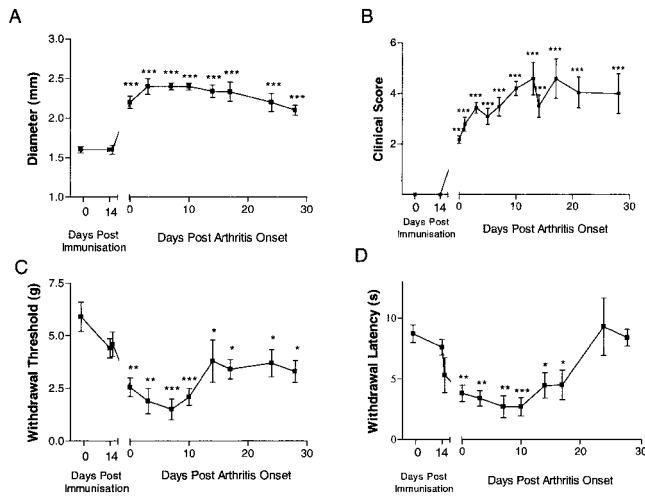 A
Diameter (mm)
3.0
2.5
2.0
1.5
1.0
*** *** *** *** *** *** *** ***
0 14
Days Post
Immunisation
0 10 20 30
Days Post Arthritis Onset
B
Clinical Score
6
4
2
*** *** *** *** *** *** *** *** *** *** ***
0 14
Days Post
Immunisation
0 10 20 30
Days Post Arthritis Onset
C
Withdrawal Threshold (g)
7.5
5.0
2.5
0.0
** ** *** *** * * * *
0 14
Days Post
Immunisation
0 10 20 30
Days Post Arthritis Onset
D
Withdrawal Latency (s)
10
5
0
** ** ** *** * *
0 14
Days Post
Immunisation
0 10 20 30
Days Post Arthritis Onset